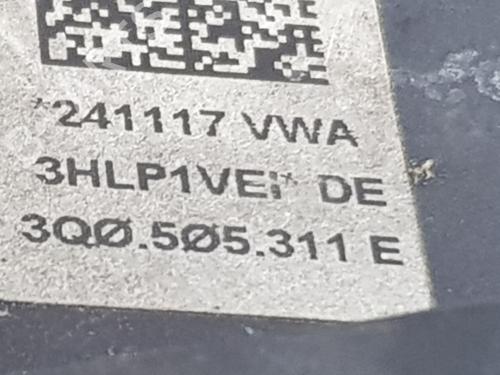 *241117 VWA
3HLP1VEi* DE
3QØ.5Ø5.311 E